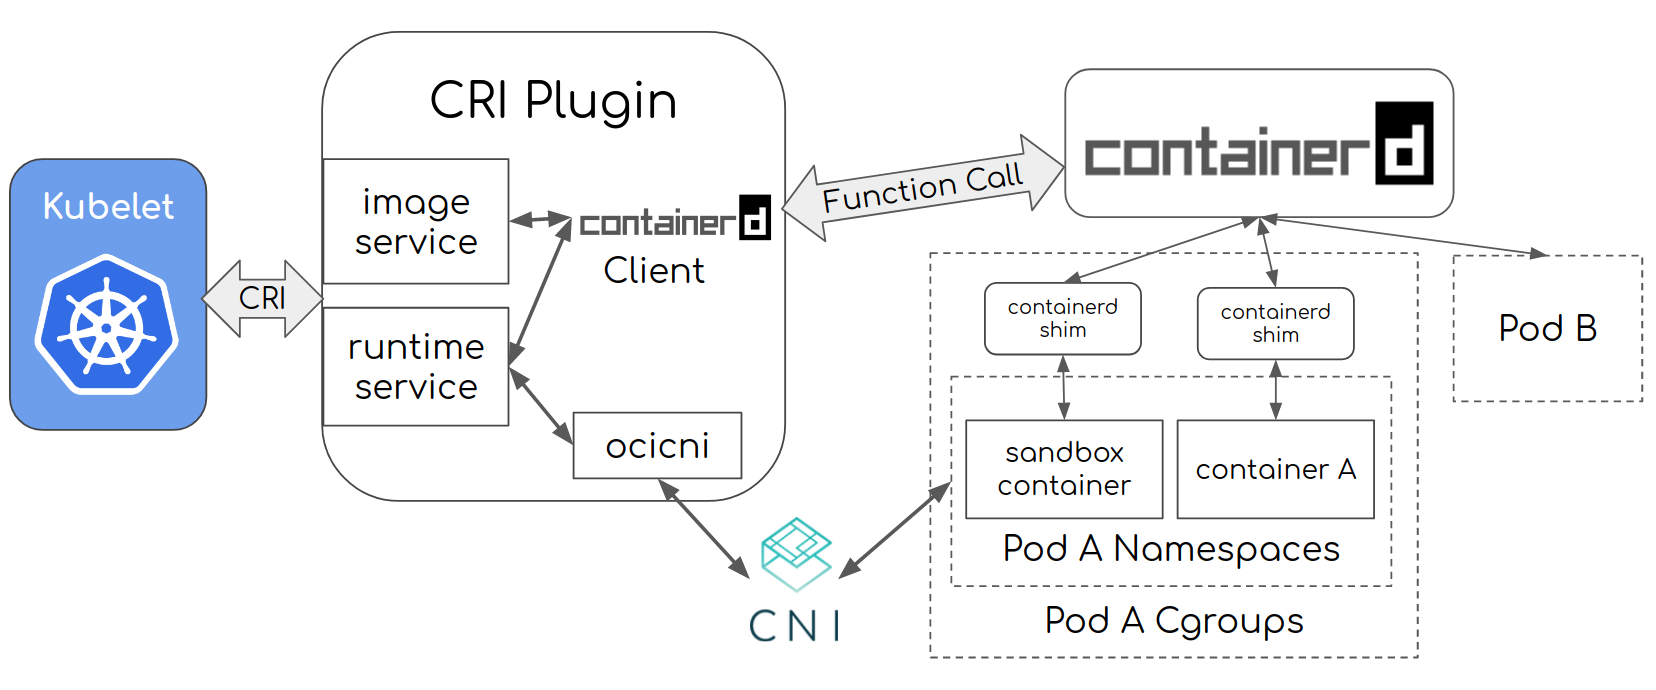 CRI Plugin
Kubelet
CRI
image
service
runtime
service
containerd
Client
ocicni
Function Call
containerd
containerd
shim
containerd
shim
sandbox
container
container A
Pod A Namespaces
Pod A Cgroups
Pod B
CNI